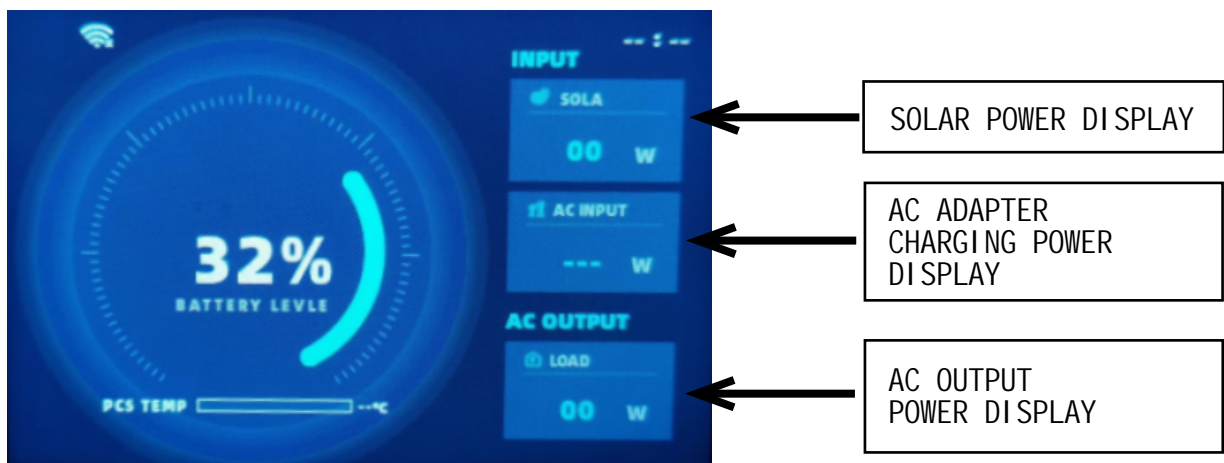 -- : --
INPUT
SOLA
00 W
AC INPUT
--- W
AC OUTPUT
LOAD
00 W
32%
BATTERY LEVLE
PCS TEMP --℃
SOLAR POWER DISPLAY
AC ADAPTER
CHARGING POWER
DISPLAY
AC OUTPUT
POWER DISPLAY